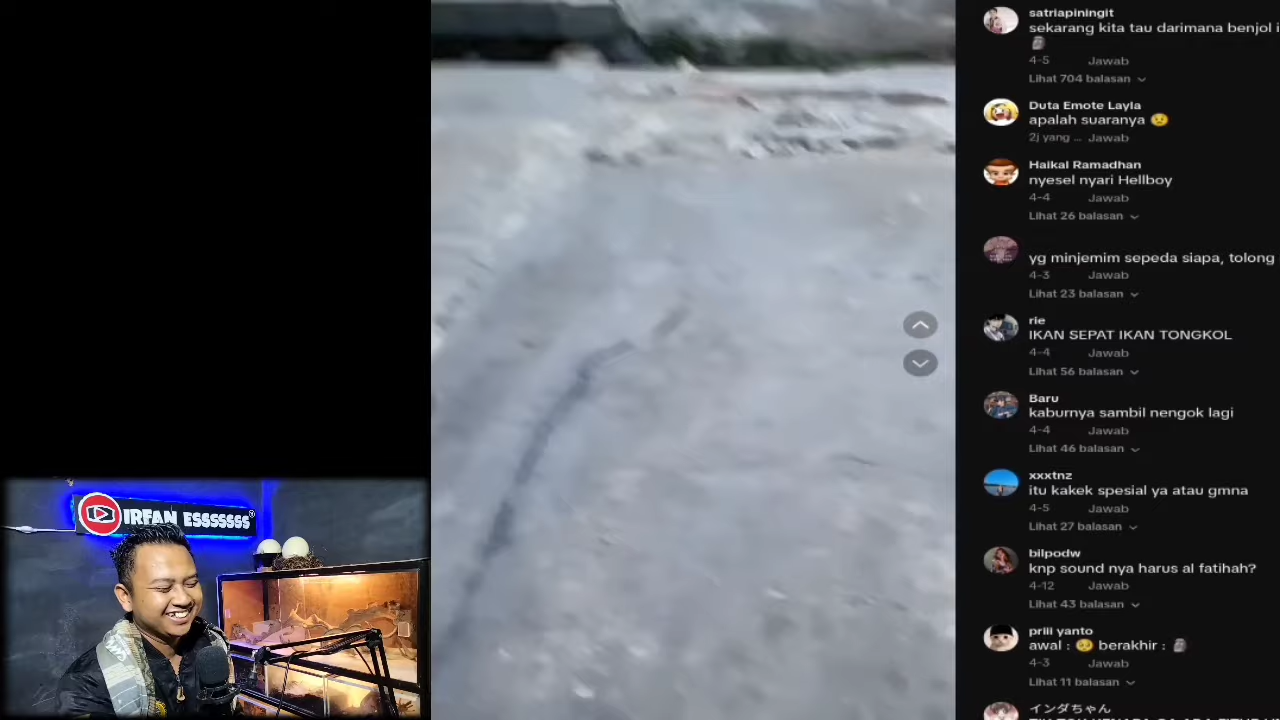 IRFAN ESSSSSSS®
satriapiningit
sekarang kita tau darimana benjol i
4-5 Jawab
Lihat 704 balasan
Duta Emote Layla
apalah suaranya 😟
2j yang ... Jawab
Haikal Ramadhan
nyesel nyari Hellboy
4-4 Jawab
Lihat 26 balasan
yg minjemim sepeda siapa, tolong
4-3 Jawab
Lihat 23 balasan
rie
IKAN SEPAT IKAN TONGKOL
4-4 Jawab
Lihat 56 balasan
Baru
kaburnya sambil nengok lagi
4-4 Jawab
Lihat 46 balasan
xxxtnz
itu kakek spesial ya atau gmna
4-5 Jawab
Lihat 27 balasan
bilpodw
knp sound nya harus al fatihah?
4-12 Jawab
Lihat 43 balasan
priii yanto
awal : 🥺 berakhir : 🗿
4-3 Jawab
Lihat 11 balasan
インダちゃん